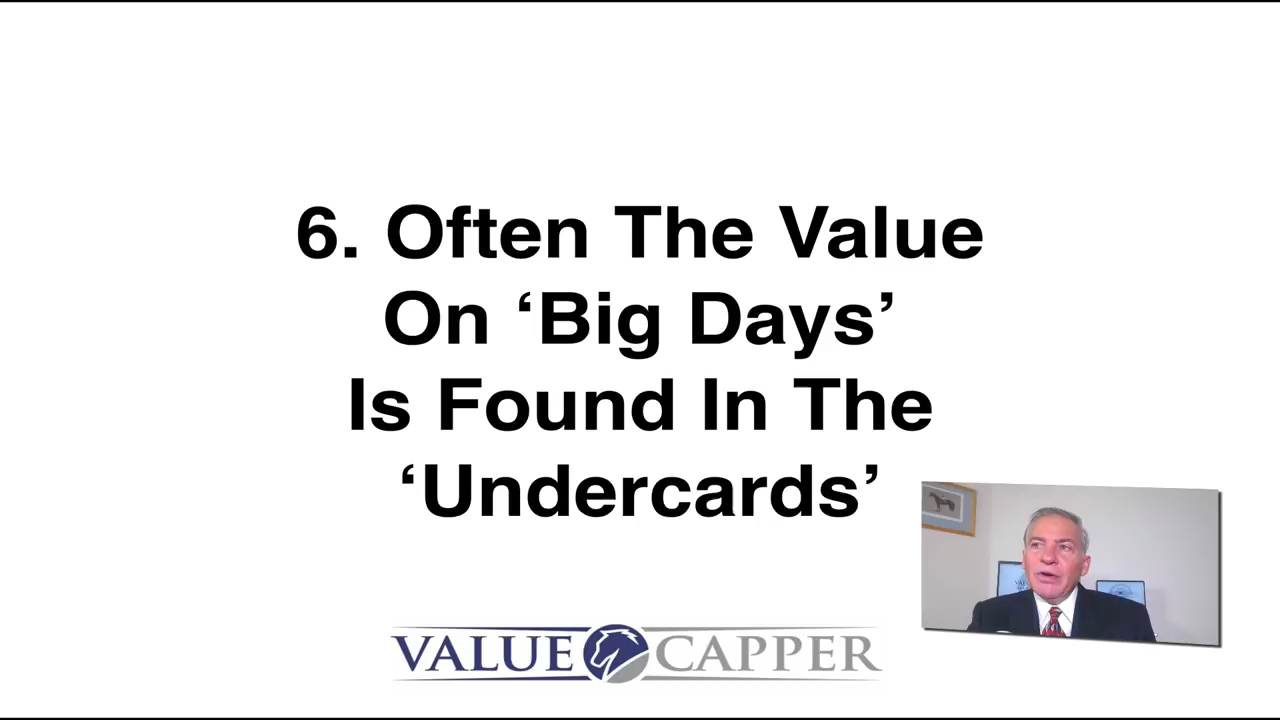 6. Often The Value
On ‘Big Days’
Is Found In The
‘Undercards’
VALUE CAPPER